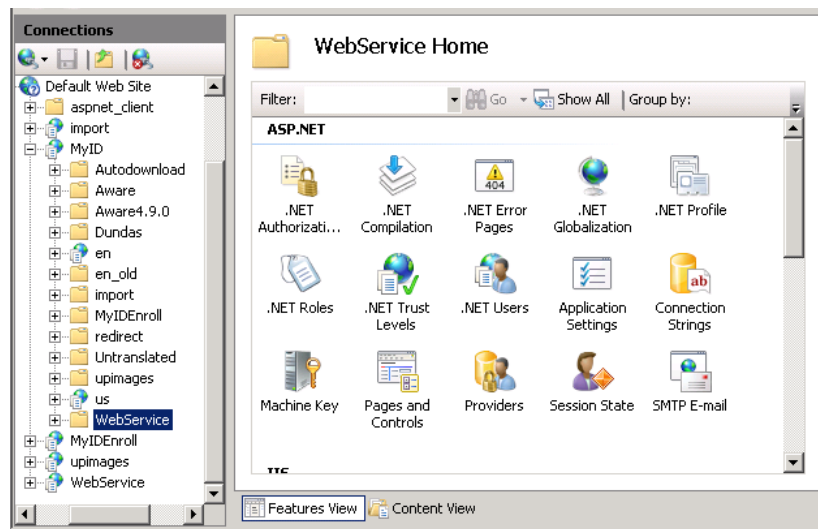 Connections
Default Web Site
aspnet_client
import
MyID
Autodownload
Aware
Aware4.9.0
Dundas
en
en_old
import
MyIDEnroll
redirect
Untranslated
upimages
us
WebService
MyIDEnroll
upimages
WebService
WebService Home
Filter: Go Show All Group by:
ASP.NET
.NET Authorizati...
.NET Compilation
404
.NET Error Pages
.NET Globalization
.NET Profile
.NET Roles
.NET Trust Levels
.NET Users
Application Settings
ab
Connection Strings
Machine Key
Pages and Controls
Providers
Session State
SMTP E-mail
IIS
Features View Content View